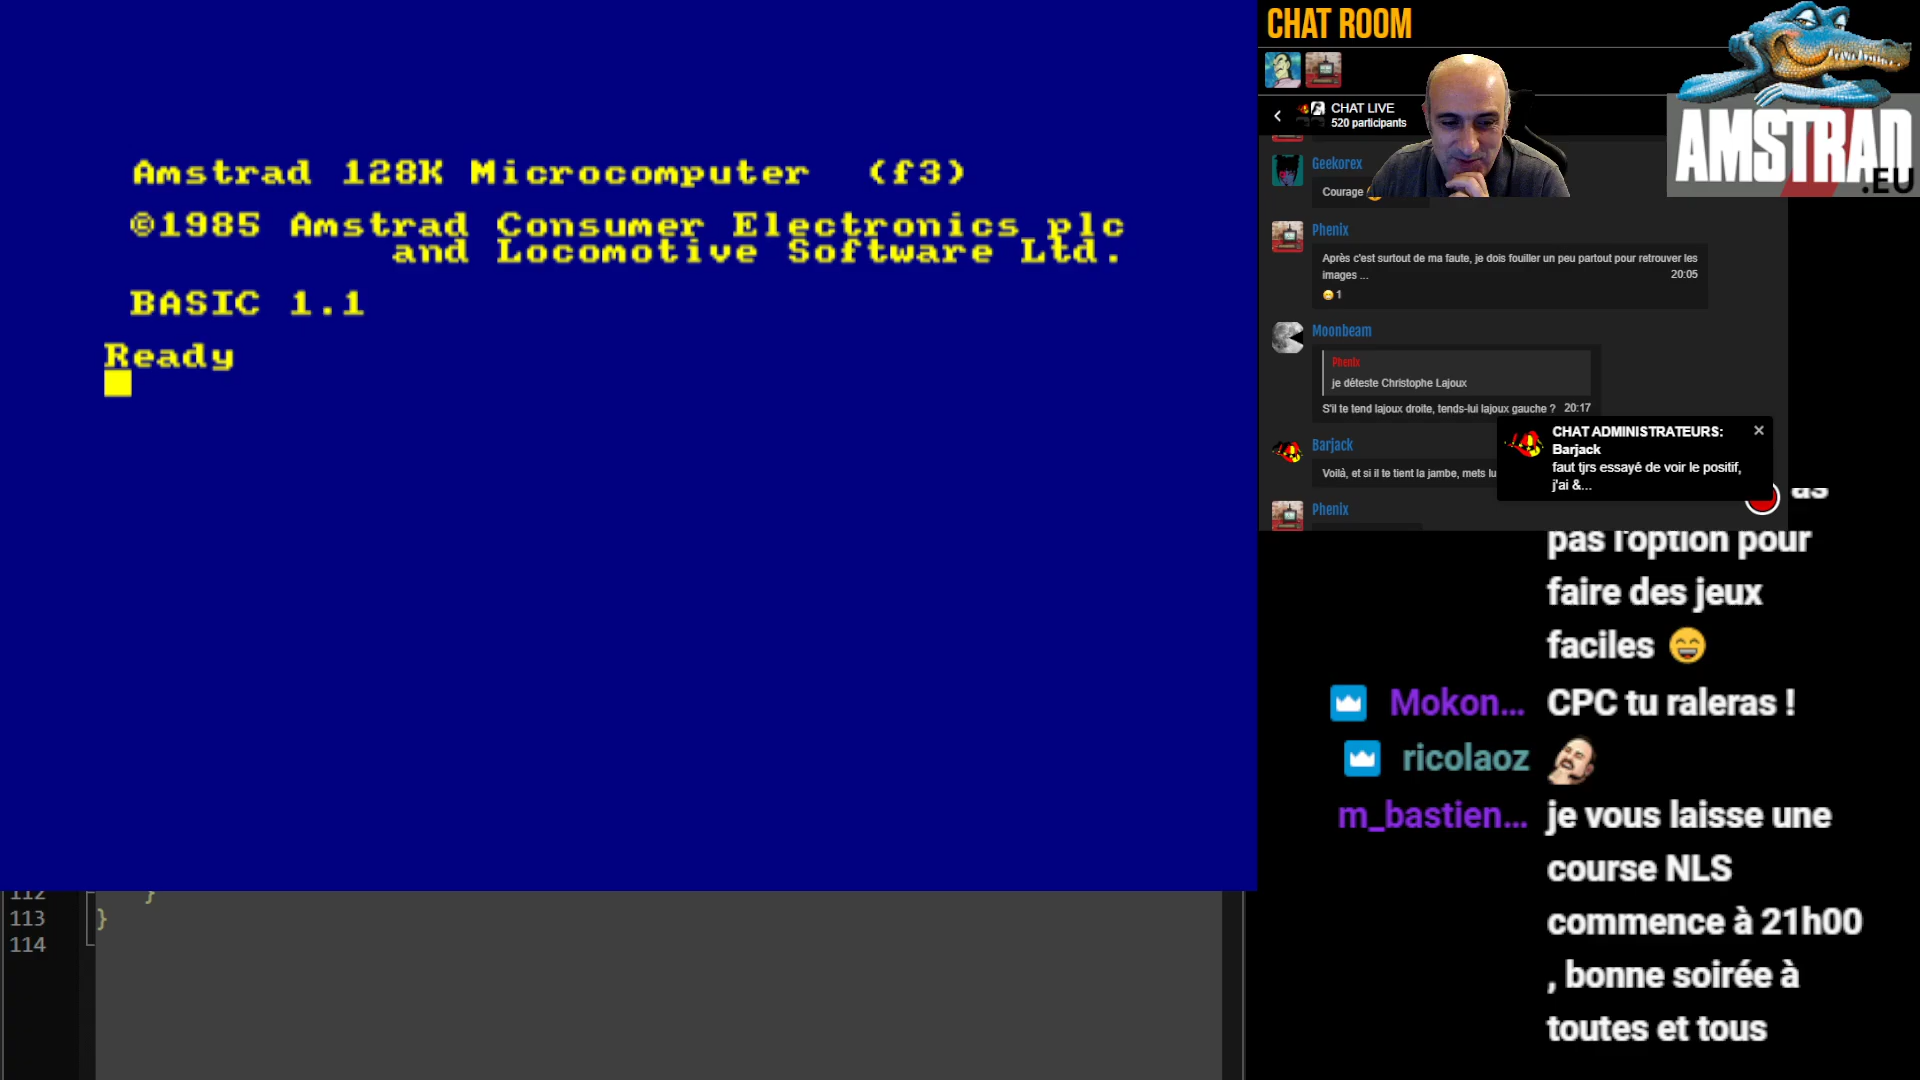 Amstrad 128K Microcomputer (f3)
©1985 Amstrad Consumer Electronics plc
and Locomotive Software Ltd.
BASIC 1.1
Ready
113 }
114
CHAT ROOM
CHAT LIVE
520 participants
Geekorex
Courage
Phenix
Après c'est surtout de ma faute, je dois fouiller un peu partout pour retrouver les
images ... 20:05
1
Moonbeam
Phenix
je déteste Christophe Lajoux
S'il te tend lajoux droite, tends-lui lajoux gauche ? 20:17
Barjack
Voilà, et si il te tient la jambe, mets lu
Phenix
CHAT ADMINISTRATEURS:
Barjack
faut tjrs essayé de voir le positif,
j'ai &...
AMSTRAD
.EU
as
pas l'option pour
faire des jeux
faciles 😄
Mokon... CPC tu raleras !
ricolaoz
m_bastien... je vous laisse une
course NLS
commence à 21h00
, bonne soirée à
toutes et tous